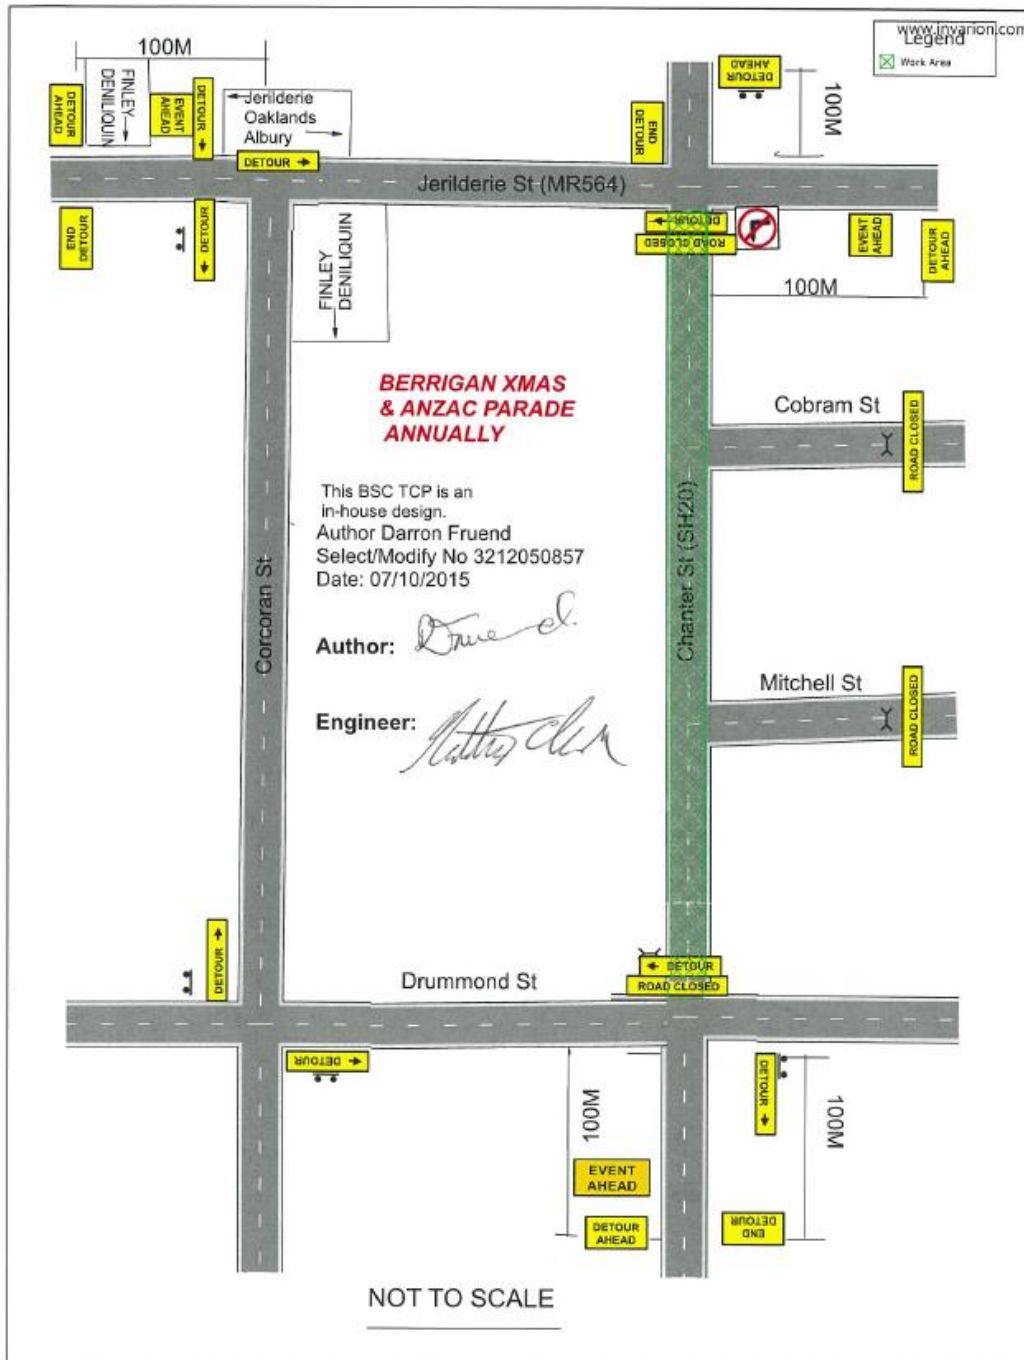 www.invarion.com
Legend
Work Area
100M
DETOUR
AHEAD
FINLEY
DENILIQUIN
EVENT
AHEAD
DETOUR
Jerilderie
Oaklands
Albury
DETOUR
END
DETOUR
DETOUR
AHEAD
100M
Jerilderie St (MR564)
END
DETOUR
DETOUR
FINLEY
DENILIQUIN
DETOUR
ROAD CLOSED
EVENT
AHEAD
DETOUR
AHEAD
100M
BERRIGAN XMAS
& ANZAC PARADE
ANNUALLY
Cobram St
ROAD CLOSED
This BSC TCP is an
in-house design.
Author Darron Fruend
Select/Modify No 3212050857
Date: 07/10/2015
Corcoran St
Chanter St (SH20)
Author:
Mitchell St
ROAD CLOSED
Engineer:
DETOUR
Drummond St
DETOUR
ROAD CLOSED
DETOUR
100M
DETOUR
100M
EVENT
AHEAD
DETOUR
AHEAD
END
DETOUR
NOT TO SCALE